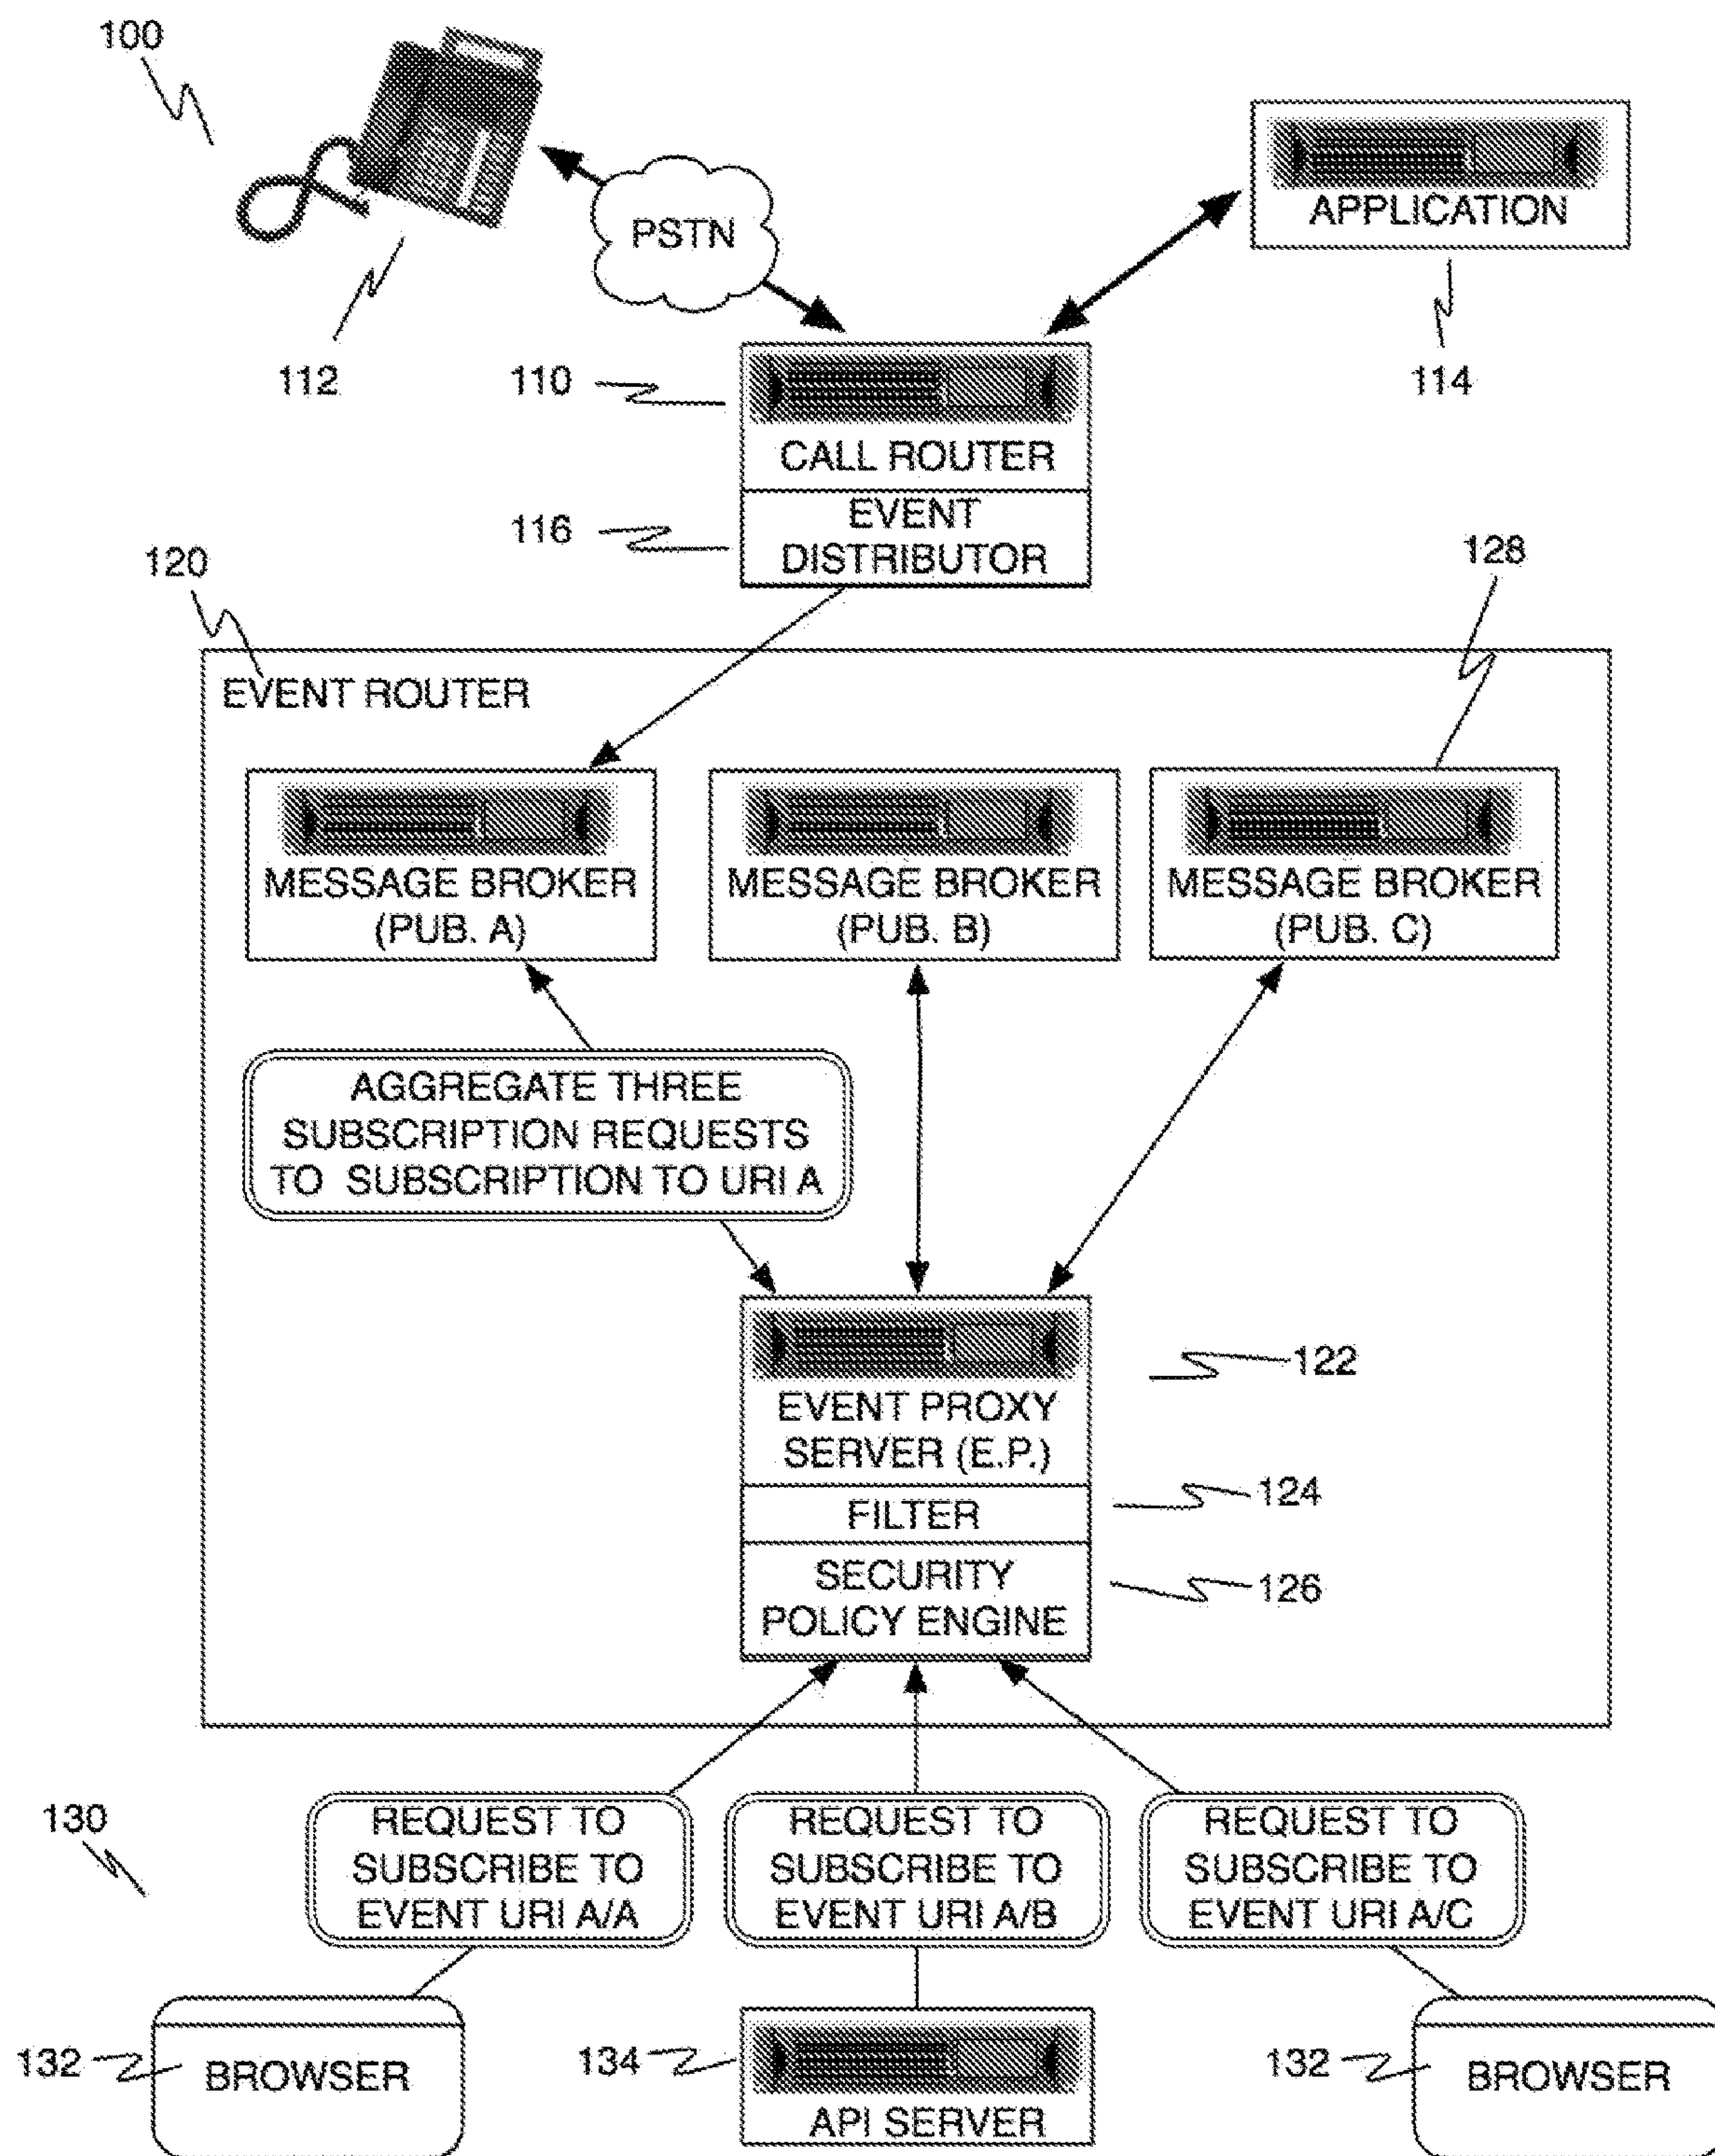 100
PSTN
APPLICATION
112
110
114
CALL ROUTER
116
EVENT
DISTRIBUTOR
120
128
EVENT ROUTER
MESSAGE BROKER
(PUB. A)
MESSAGE BROKER
(PUB. B)
MESSAGE BROKER
(PUB. C)
AGGREGATE THREE
SUBSCRIPTION REQUESTS
TO SUBSCRIPTION TO URI A
122
EVENT PROXY
SERVER (E.P.)
124
FILTER
126
SECURITY
POLICY ENGINE
130
REQUEST TO
SUBSCRIBE TO
EVENT URI A/A
REQUEST TO
SUBSCRIBE TO
EVENT URI A/B
REQUEST TO
SUBSCRIBE TO
EVENT URI A/C
132
BROWSER
134
API SERVER
132
BROWSER